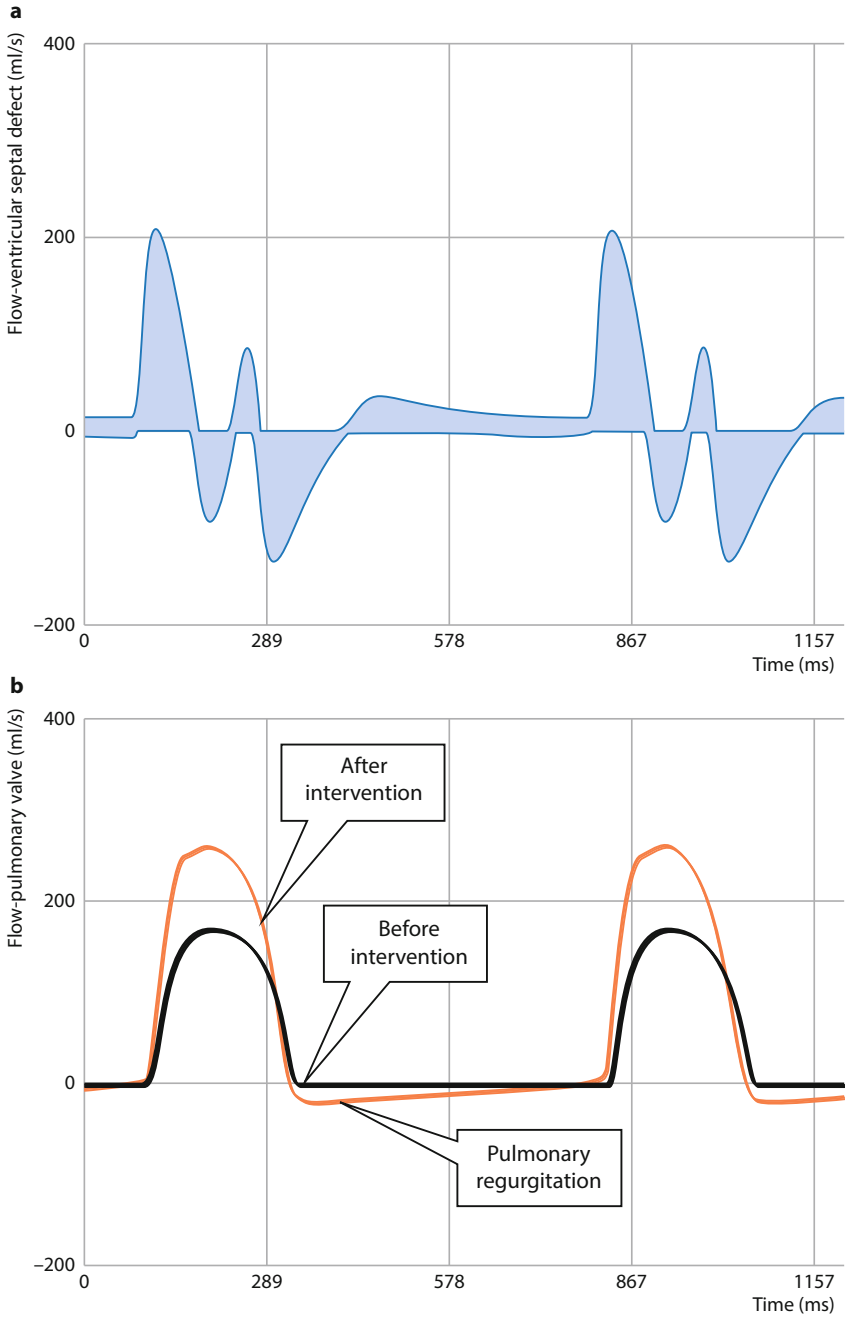 a
Flow-ventricular septal defect (ml/s)
400
200
0
–200
0 289 578 867 1157
Time (ms)
b
Flow-pulmonary valve (ml/s)
400
After
intervention
200
Before
intervention
0
Pulmonary
regurgitation
–200
0 289 578 867 1157
Time (ms)